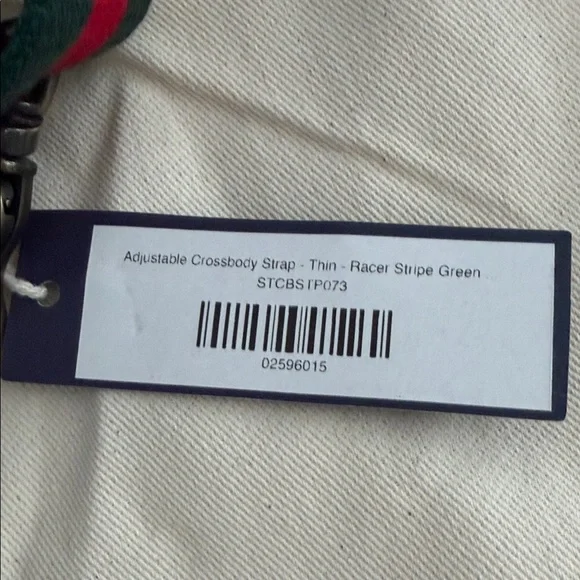 Adjustable Crossbody Strap - Thin - Racer Stripe Green
STCBSTP073
02596015